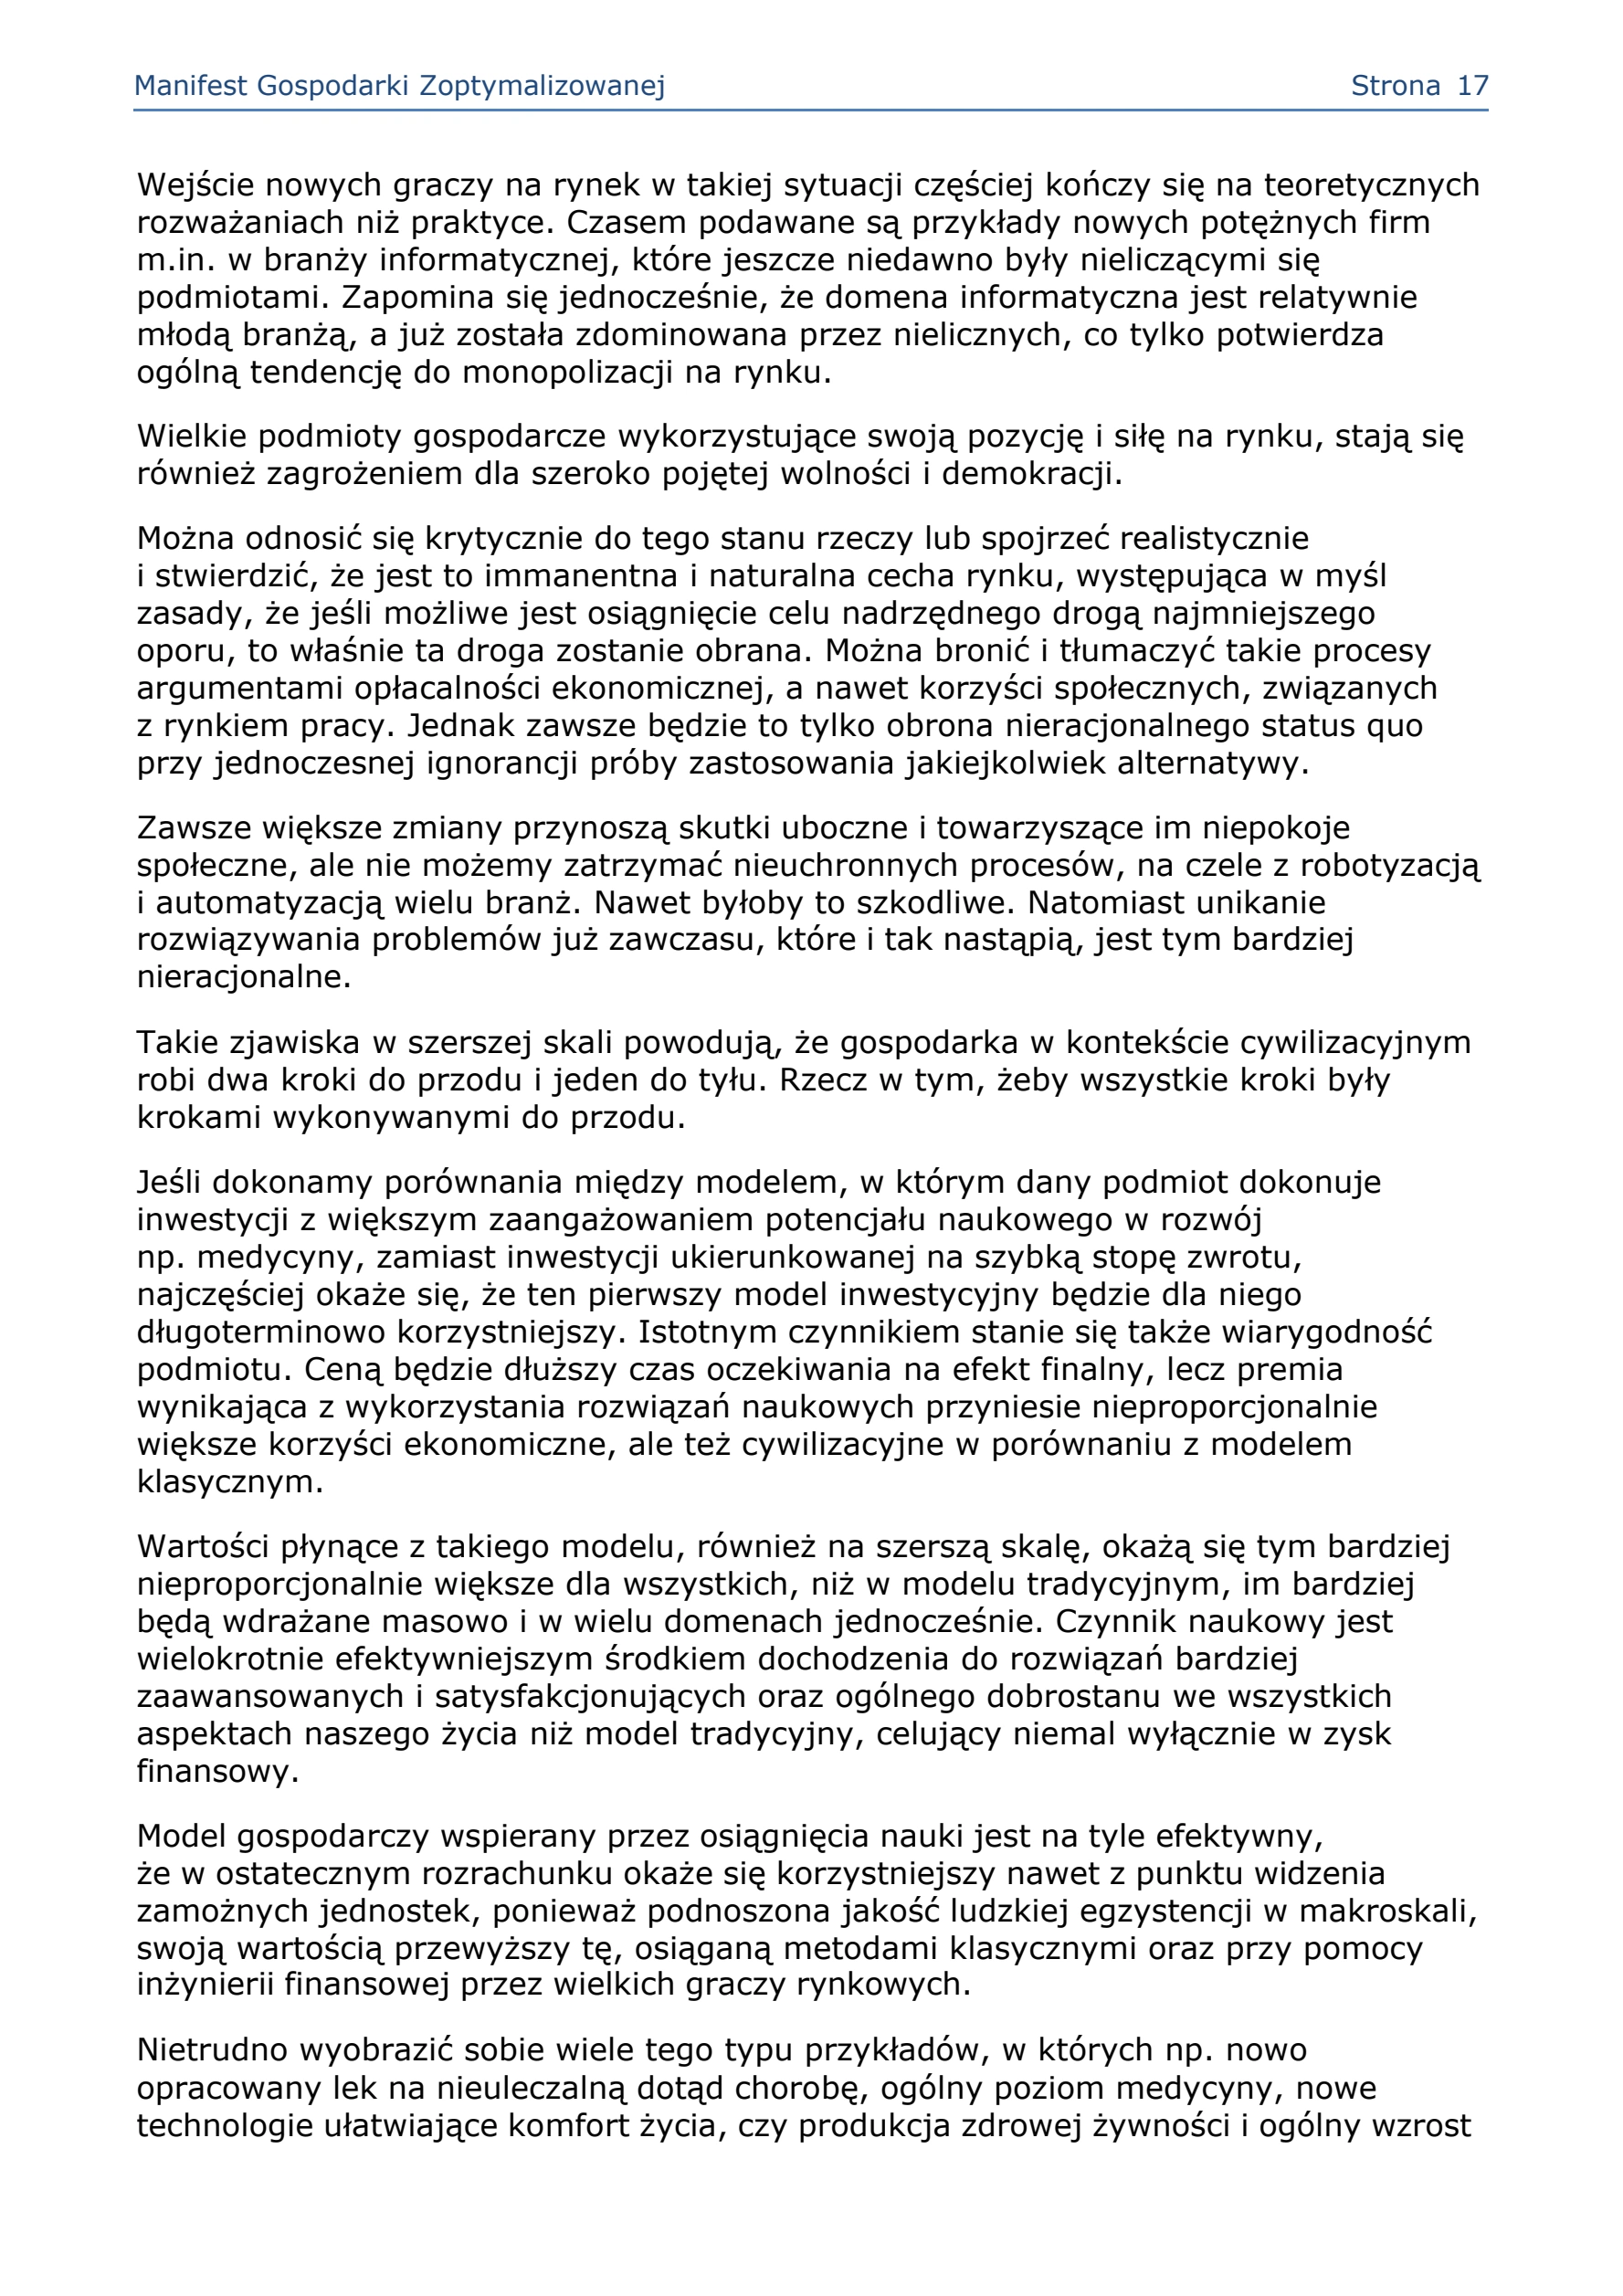 Manifest Gospodarki Zoptymalizowanej Strona 17
Wejście nowych graczy na rynek w takiej sytuacji częściej kończy się na teoretycznych
rozważaniach niż praktyce. Czasem podawane są przykłady nowych potężnych firm
m.in. w branży informatycznej, które jeszcze niedawno były nieliczącymi się
podmiotami. Zapomina się jednocześnie, że domena informatyczna jest relatywnie
młodą branżą, a już została zdominowana przez nielicznych, co tylko potwierdza
ogólną tendencję do monopolizacji na rynku.
Wielkie podmioty gospodarcze wykorzystujące swoją pozycję i siłę na rynku, stają się
również zagrożeniem dla szeroko pojętej wolności i demokracji.
Można odnosić się krytycznie do tego stanu rzeczy lub spojrzeć realistycznie
i stwierdzić, że jest to immanentna i naturalna cecha rynku, występująca w myśl
zasady, że jeśli możliwe jest osiągnięcie celu nadrzędnego drogą najmniejszego
oporu, to właśnie ta droga zostanie obrana. Można bronić i tłumaczyć takie procesy
argumentami opłacalności ekonomicznej, a nawet korzyści społecznych, związanych
z rynkiem pracy. Jednak zawsze będzie to tylko obrona nieracjonalnego status quo
przy jednoczesnej ignorancji próby zastosowania jakiejkolwiek alternatywy.
Zawsze większe zmiany przynoszą skutki uboczne i towarzyszące im niepokoje
społeczne, ale nie możemy zatrzymać nieuchronnych procesów, na czele z robotyzacją
i automatyzacją wielu branż. Nawet byłoby to szkodliwe. Natomiast unikanie
rozwiązywania problemów już zawczasu, które i tak nastąpią, jest tym bardziej
nieracjonalne.
Takie zjawiska w szerszej skali powodują, że gospodarka w kontekście cywilizacyjnym
robi dwa kroki do przodu i jeden do tyłu. Rzecz w tym, żeby wszystkie kroki były
krokami wykonywanymi do przodu.
Jeśli dokonamy porównania między modelem, w którym dany podmiot dokonuje
inwestycji z większym zaangażowaniem potencjału naukowego w rozwój
np. medycyny, zamiast inwestycji ukierunkowanej na szybką stopę zwrotu,
najczęściej okaże się, że ten pierwszy model inwestycyjny będzie dla niego
długoterminowo korzystniejszy. Istotnym czynnikiem stanie się także wiarygodność
podmiotu. Ceną będzie dłuższy czas oczekiwania na efekt finalny, lecz premia
wynikająca z wykorzystania rozwiązań naukowych przyniesie nieproporcjonalnie
większe korzyści ekonomiczne, ale też cywilizacyjne w porównaniu z modelem
klasycznym.
Wartości płynące z takiego modelu, również na szerszą skalę, okażą się tym bardziej
nieproporcjonalnie większe dla wszystkich, niż w modelu tradycyjnym, im bardziej
będą wdrażane masowo i w wielu domenach jednocześnie. Czynnik naukowy jest
wielokrotnie efektywniejszym środkiem dochodzenia do rozwiązań bardziej
zaawansowanych i satysfakcjonujących oraz ogólnego dobrostanu we wszystkich
aspektach naszego życia niż model tradycyjny, celujący niemal wyłącznie w zysk
finansowy.
Model gospodarczy wspierany przez osiągnięcia nauki jest na tyle efektywny,
że w ostatecznym rozrachunku okaże się korzystniejszy nawet z punktu widzenia
zamożnych jednostek, ponieważ podnoszona jakość ludzkiej egzystencji w makroskali,
swoją wartością przewyższy tę, osiąganą metodami klasycznymi oraz przy pomocy
inżynierii finansowej przez wielkich graczy rynkowych.
Nietrudno wyobrazić sobie wiele tego typu przykładów, w których np. nowo
opracowany lek na nieuleczalną dotąd chorobę, ogólny poziom medycyny, nowe
technologie ułatwiające komfort życia, czy produkcja zdrowej żywności i ogólny wzrost